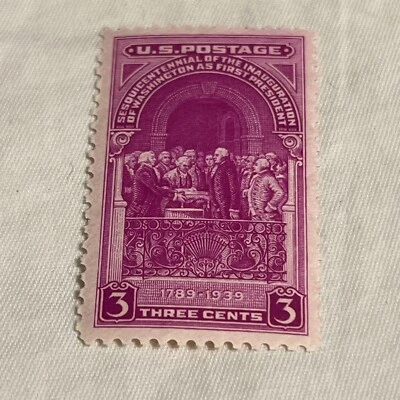 U.S. POSTAGE
SESQUICENTENNIAL OF THE INAUGURATION
OF WASHINGTON AS FIRST PRESIDENT
1789-1939
3 3
THREE CENTS